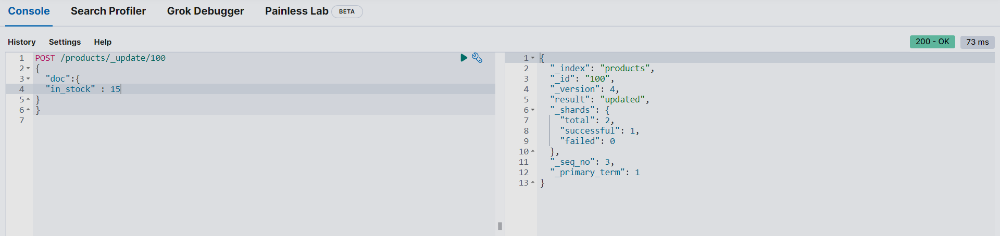 Console Search Profiler Grok Debugger Painless Lab BETA
History Settings Help 200 - OK 73 ms
1 POST /products/_update/100
2 {
3 "doc":{
4 "in_stock" : 15
5 }
6 }
7
1 {
2 "_index": "products",
3 "_id": "100",
4 "_version": 4,
5 "result": "updated",
6 "_shards": {
7 "total": 2,
8 "successful": 1,
9 "failed": 0
10 },
11 "_seq_no": 3,
12 "_primary_term": 1
13 }